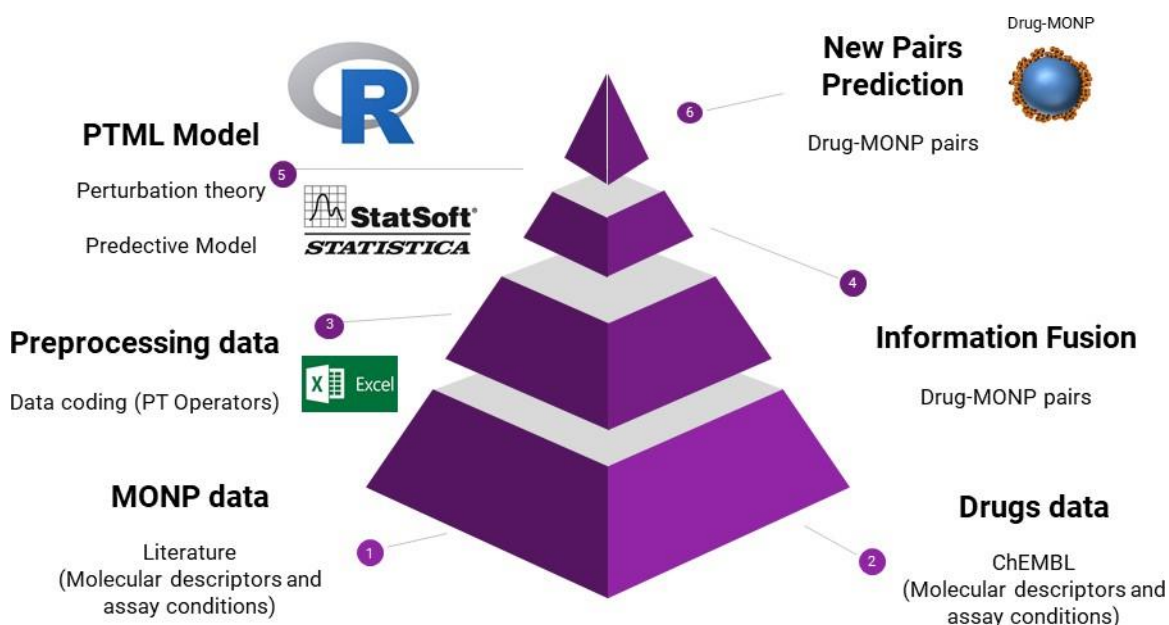 Drug-MONP
New Pairs
Prediction
6
Drug-MONP pairs
R
PTML Model
5
Perturbation theory
StatSoft®
STATISTICA
Predective Model
4
3
Preprocessing data
Information Fusion
X Excel
Data coding (PT Operators)
Drug-MONP pairs
MONP data
Drugs data
1
Literature
(Molecular descriptors and
assay conditions)
2
ChEMBL
(Molecular descriptors and
assay conditions)